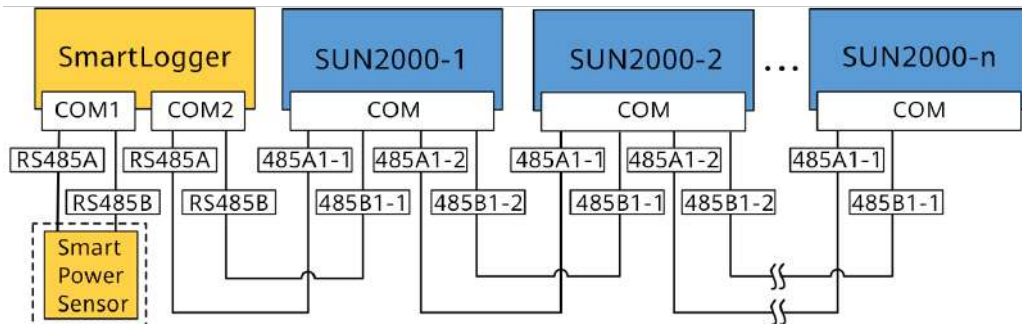 SmartLogger
SUN2000-1
SUN2000-2
...
SUN2000-n
COM1
COM2
COM
COM
COM
RS485A
RS485A
485A1-1
485A1-2
485A1-1
485A1-2
485A1-1
RS485B
RS485B
485B1-1
485B1-2
485B1-1
485B1-2
485B1-1
Smart
Power
Sensor